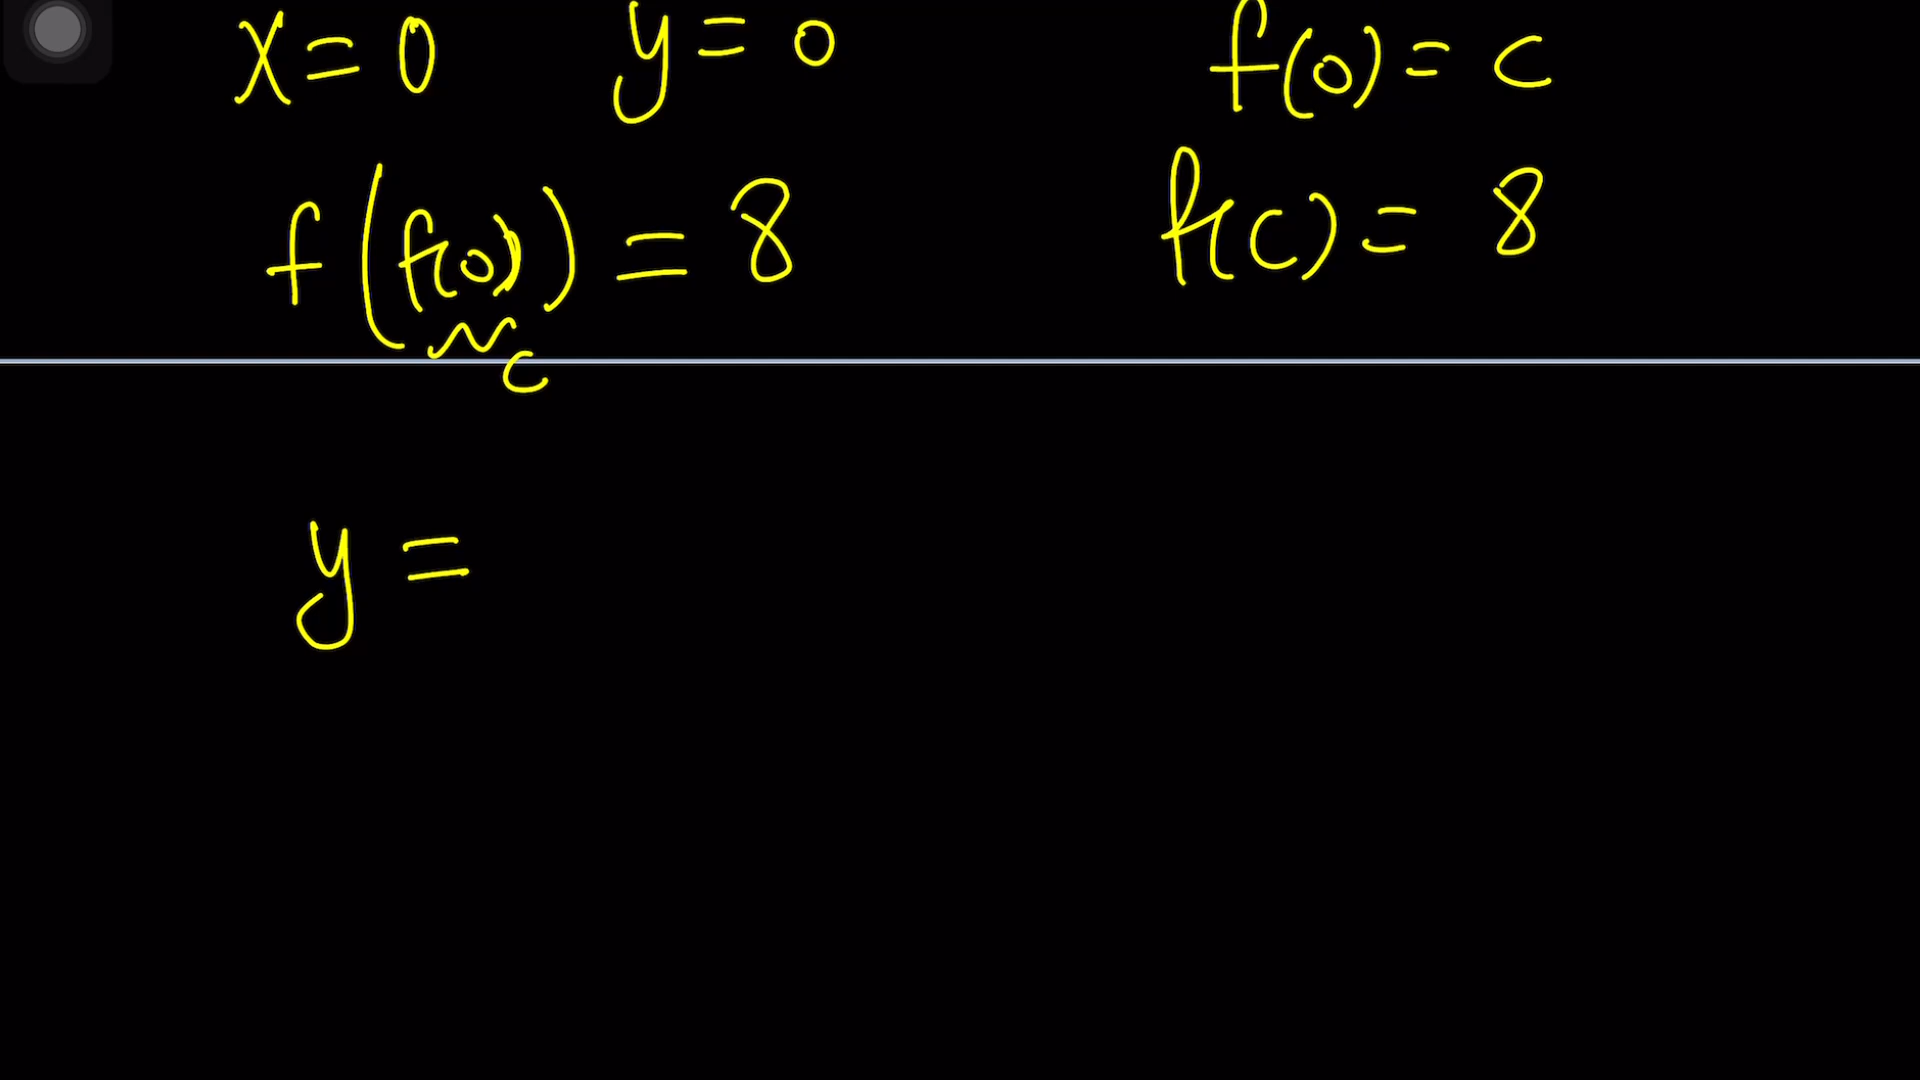 x = 0 y = 0 f(0) = c
f(f(0)) = 8 f(c) = 8
c
y =